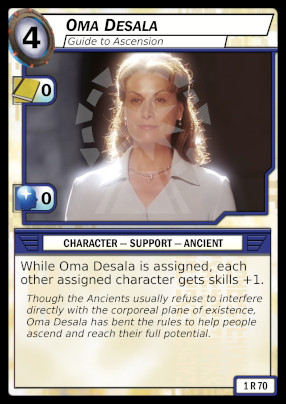 4
OMA DESALA
Guide to Ascension
0
0
CHARACTER – SUPPORT – ANCIENT
While Oma Desala is assigned, each
other assigned character gets skills +1.
Though the Ancients usually refuse to interfere
directly with the corporeal plane of existence,
Oma Desala has bent the rules to help people
ascend and reach their full potential.
1 R 70